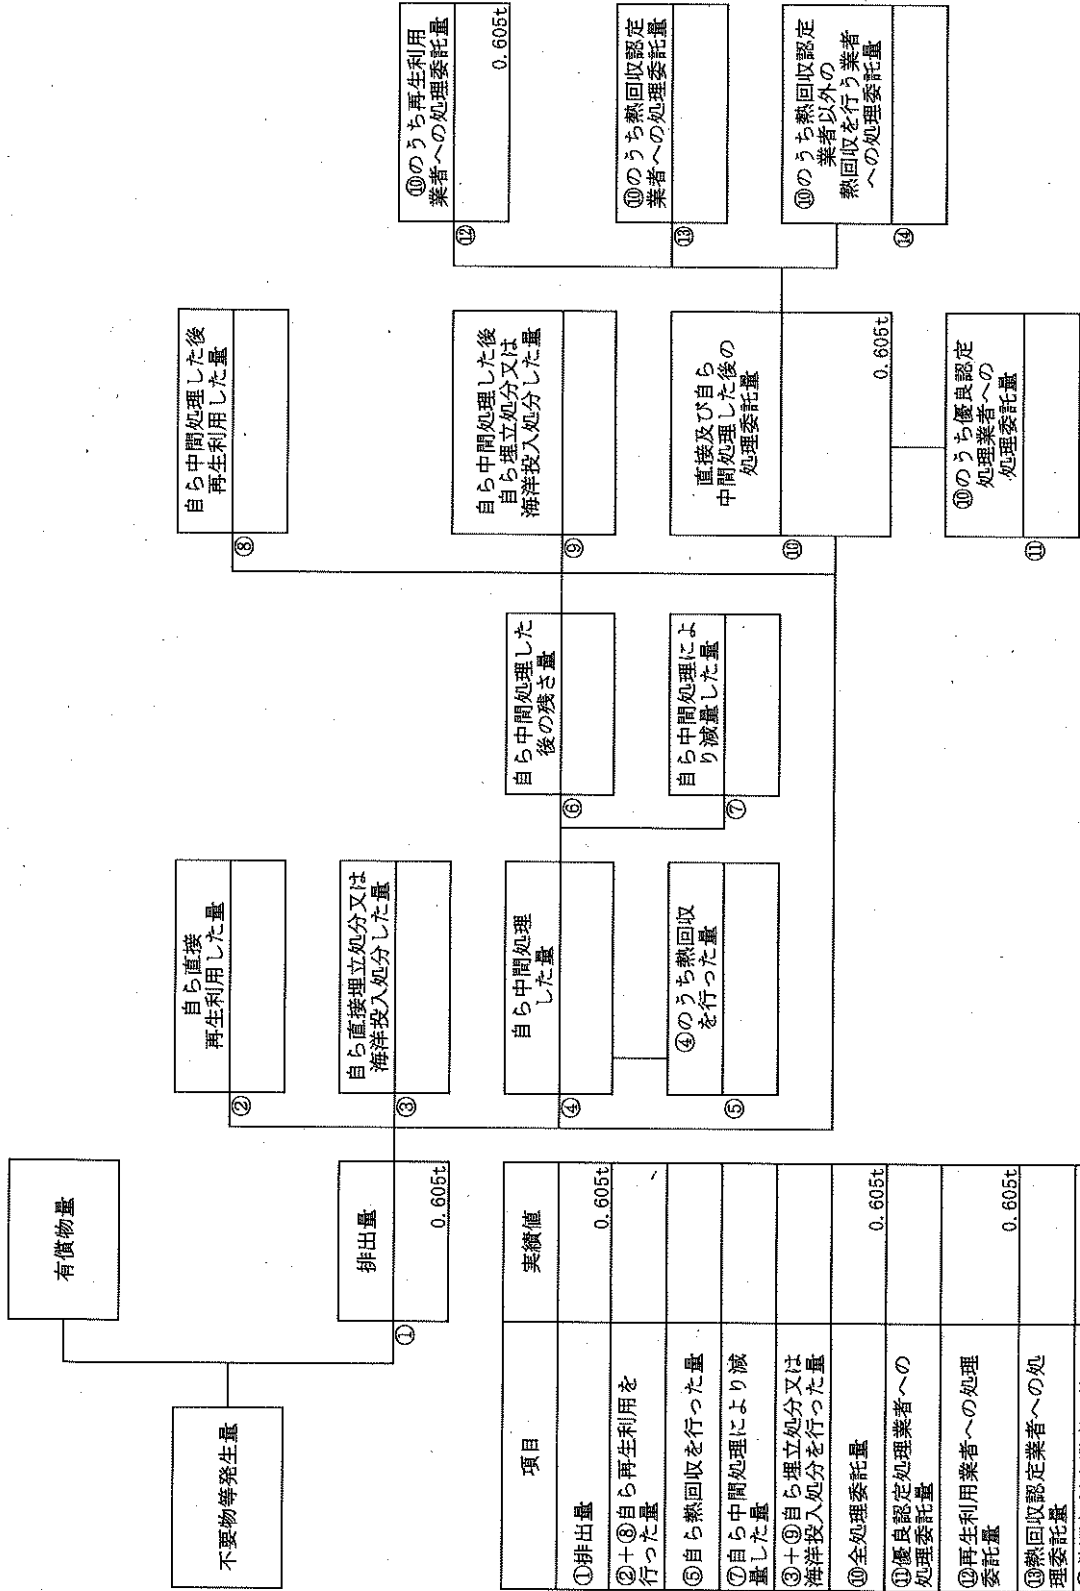 不要物等発生量
有償物量
排出量
①
0.605t
自ら直接
再生利用した量
②
自ら直接埋立処分又は
海洋投入処分した量
③
自ら中間処理
した量
④
④のうち熱回収
を行った量
⑤
自ら中間処理した
後の残さ量
⑥
自ら中間処理によ
り減量した量
⑦
自ら中間処理した後
再生利用した量
⑧
自ら中間処理した後
自ら埋立処分又は
海洋投入処分した量
⑨
直接及び自ら
中間処理した後の
処理委託量
⑩
0.605t
⑩のうち優良認定
処理業者への
処理委託量
⑪
⑩のうち再生利用
業者への処理委託量
⑫
0.605t
⑩のうち熱回収認定
業者への処理委託量
⑬
⑩のうち熱回収認定
業者以外の
熱回収を行う業者
への処理委託量
⑭
項目
実績値
①排出量
0.605t
②+⑧自ら再生利用を
行った量
⑤自ら熱回収を行った量
⑦自ら中間処理により減
量した量
③+⑨自ら埋立処分又は
海洋投入処分を行った量
⑩全処理委託量
0.605t
⑪優良認定処理業者への
処理委託量
⑫再生利用業者への処理
委託量
0.605t
⑬熱回収認定業者への処
理委託量